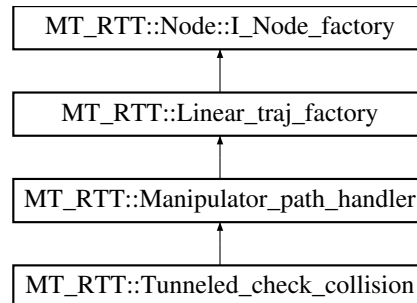 MT_RTT::Node::I_Node_factory
MT_RTT::Linear_traj_factory
MT_RTT::Manipulator_path_handler
MT_RTT::Tunneled_check_collision